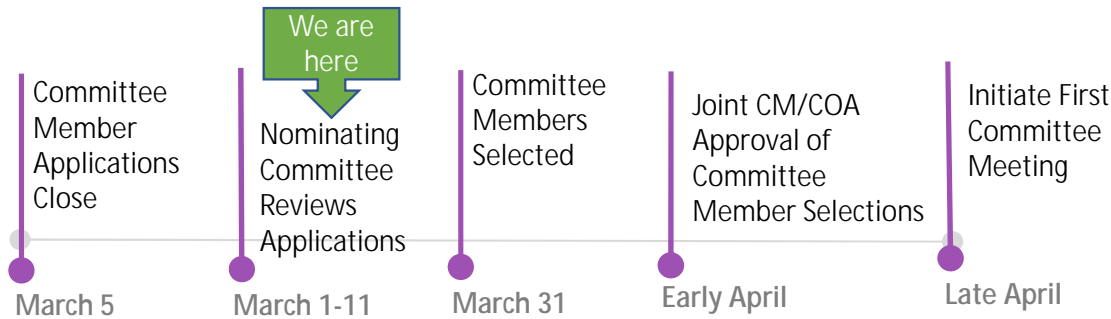 We are
here
Committee
Member
Applications
Close
Nominating
Committee
Reviews
Applications
Committee
Members
Selected
Joint CM/COA
Approval of
Committee
Member Selections
Initiate First
Committee
Meeting
March 5
March 1-11
March 31
Early April
Late April